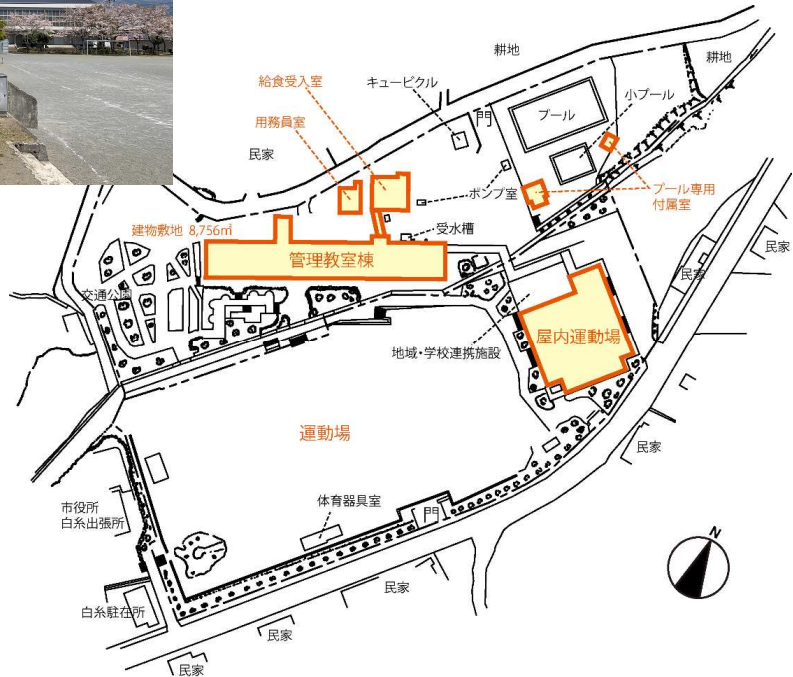 耕地
耕地
給食受入室
キュービクル
用務員室
門
プール
小プール
民家
ポンプ室
プール専用
付属室
建物敷地 8,756㎡
受水槽
管理教室棟
民家
民家
交通公園
屋内運動場
地域・学校連携施設
運動場
民家
体育器具室
門
市役所
白糸出張所
N
民家
白糸駐在所
民家
民家